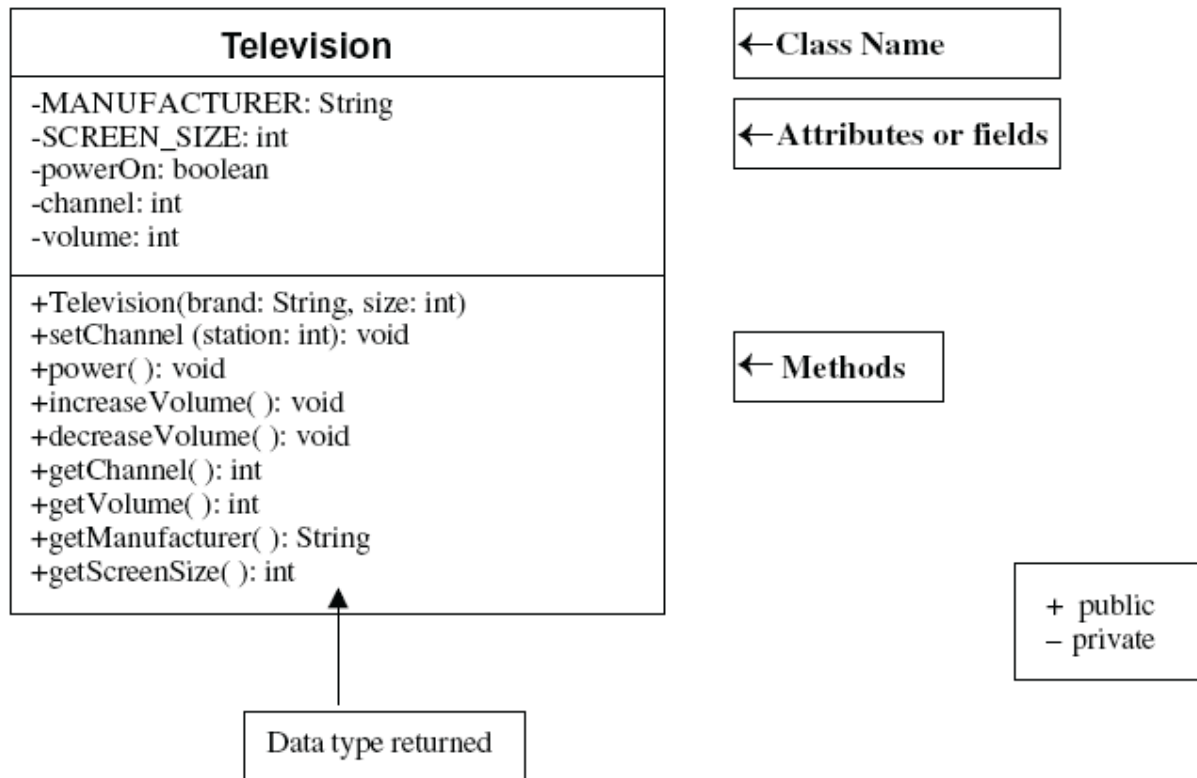 Television
-MANUFACTURER: String
-SCREEN_SIZE: int
-powerOn: boolean
-channel: int
-volume: int
+Television(brand: String, size: int)
+setChannel (station: int): void
+power( ): void
+increaseVolume( ): void
+decreaseVolume( ): void
+getChannel( ): int
+getVolume( ): int
+getManufacturer( ): String
+getScreenSize( ): int
←Class Name
←Attributes or fields
← Methods
+ public
– private
Data type returned